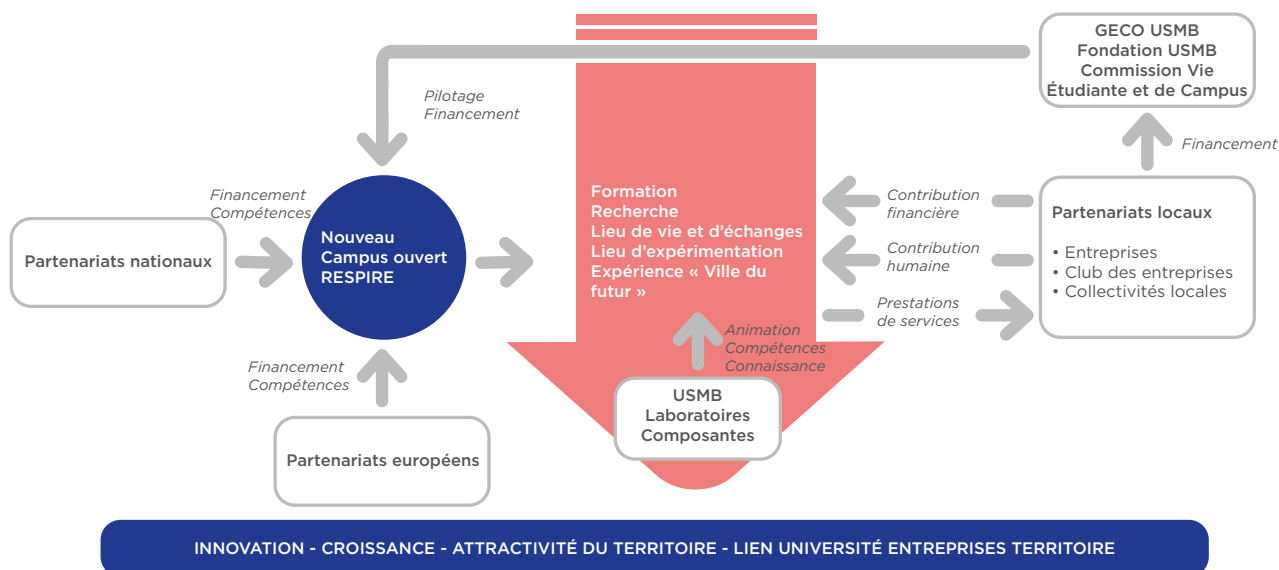 GECO USMB
Fondation USMB
Commission Vie
Étudiante et de Campus
Pilotage
Financement
Financement
Financement
Compétences
Partenariats nationaux
Nouveau
Campus ouvert
RESPIRE
Formation
Recherche
Lieu de vie et d'échanges
Lieu d'expérimentation
Expérience « Ville du
futur »
Contribution
financière
Contribution
humaine
Prestations
de services
Partenariats locaux
• Entreprises
• Club des entreprises
• Collectivités locales
Animation
Compétences
Connaissance
USMB
Laboratoires
Composantes
Financement
Compétences
Partenariats européens
INNOVATION - CROISSANCE - ATTRACTIVITÉ DU TERRITOIRE - LIEN UNIVERSITÉ ENTREPRISES TERRITOIRE